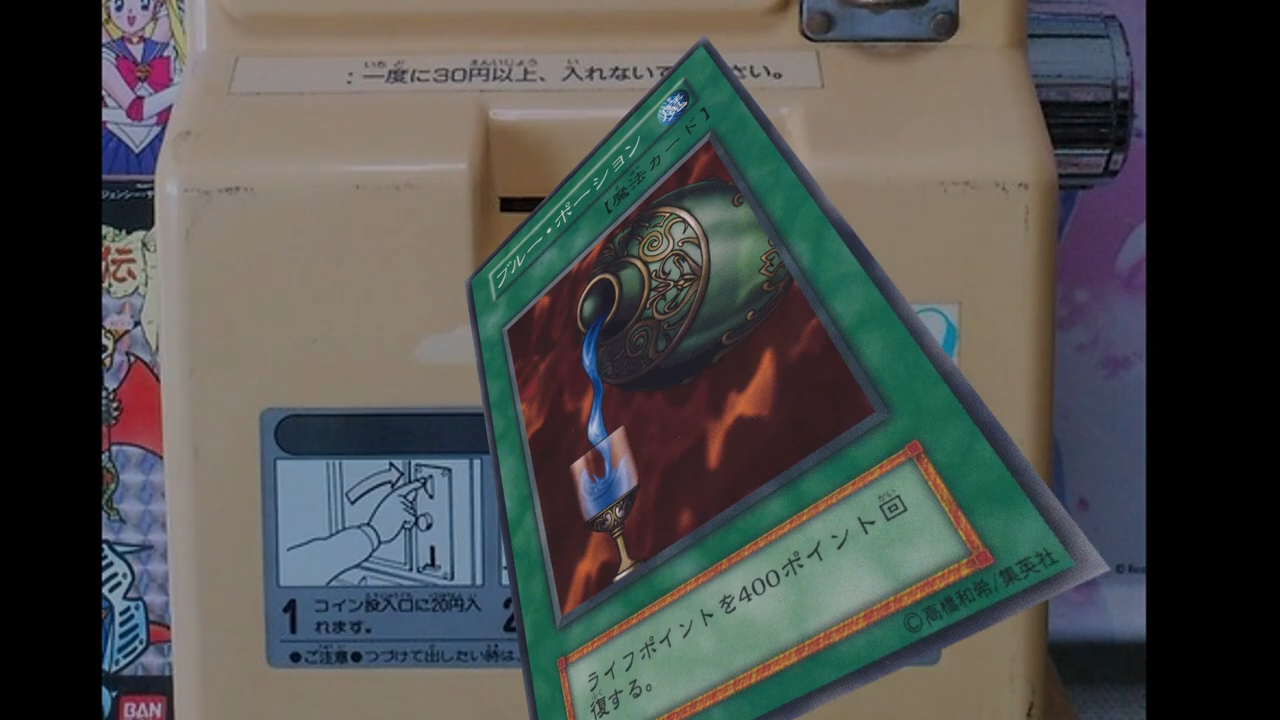 ：一度に30円以上、入れないで さい。
ブルー・ポーション
魔
【魔法カード】
ライフポイントを400ポイント回
復する。
©高橋和希/集英社
1 コイン投入口に20円入
れます。
2
●ご注意●つづけて出したい時は、
伝
BAN